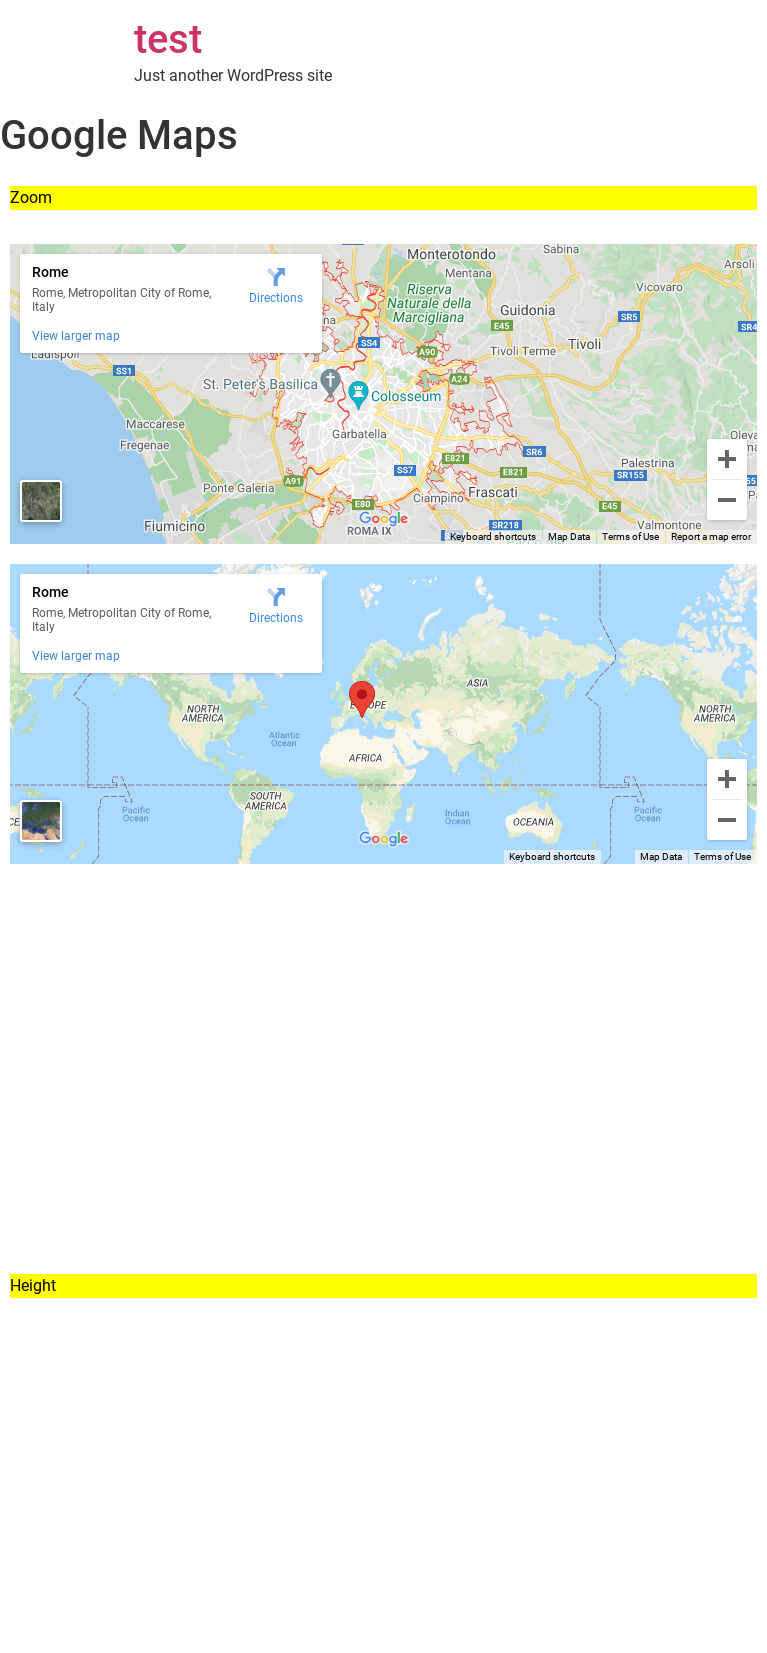 test
Just another WordPress site
Google Maps
Zoom
Rome
Rome, Metropolitan City of Rome,
Italy
View larger map
Directions
Monterotondo
Sabina
Mentana
Arsoli
Riserva
Naturale della
Marcigliana
Vicovaro
Guidonia
SR5
E45
SR4
Tivoli
SS4
A90
Tivoli Terme
Ladispoli
SS1
A24
St. Peter's Basilica
Colosseum
Maccarese
Garbatella
Fregenae
E821
SR6
SS7
E821
Palestrina
SR155
A91
Ponte Galeria
Ciampino
Frascati
E80
E45
Fiumicino
Google
ROMA IX
SR218
Valmontone
Keyboard shortcuts
Map Data
Terms of Use
Report a map error
Rome
Rome, Metropolitan City of Rome,
Italy
View larger map
Directions
ASIA
EUROPE
NORTH
AMERICA
NORTH
AMERICA
Atlantic
Ocean
AFRICA
SOUTH
AMERICA
Pacific
Ocean
Indian
Ocean
OCEANIA
Pacific
Ocean
Google
Keyboard shortcuts
Map Data
Terms of Use
Height